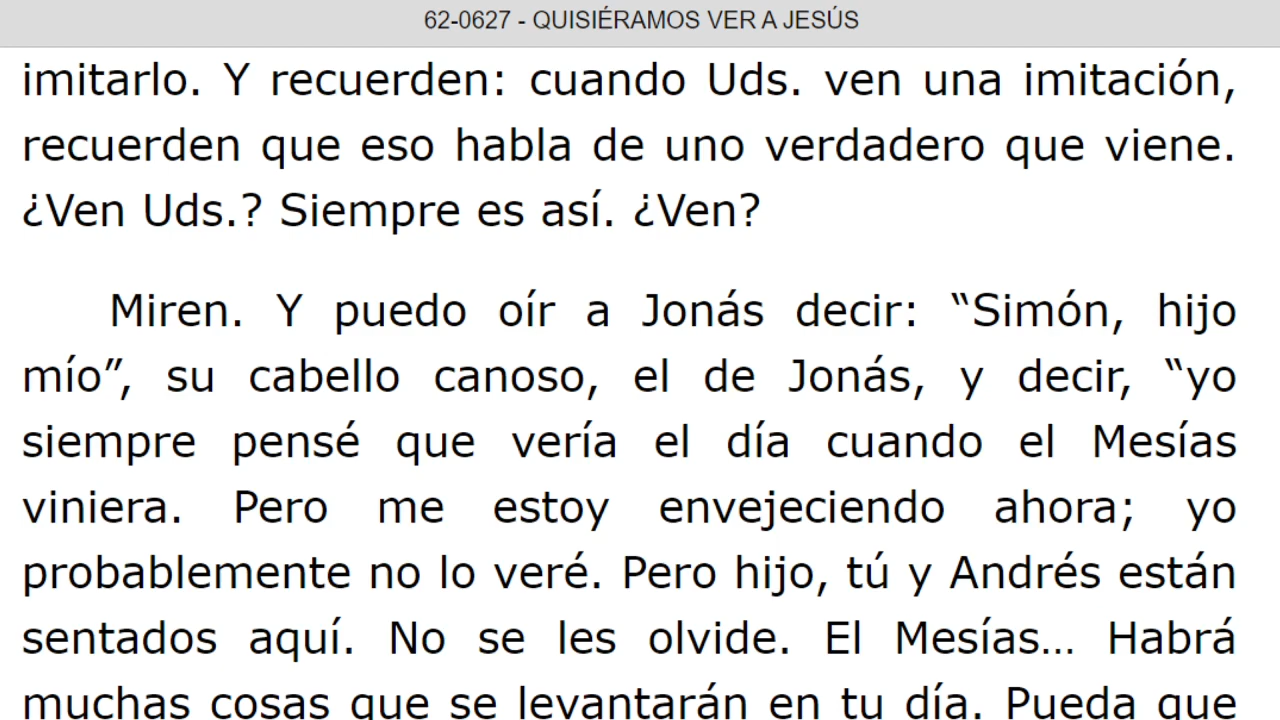 62-0627 - QUISIÉRAMOS VER A JESÚS
imitarlo. Y recuerden: cuando Uds. ven una imitación,
recuerden que eso habla de uno verdadero que viene.
¿Ven Uds.? Siempre es así. ¿Ven?
Miren. Y puedo oír a Jonás decir: “Simón, hijo
mío”, su cabello canoso, el de Jonás, y decir, “yo
siempre pensé que vería el día cuando el Mesías
viniera. Pero me estoy envejeciendo ahora; yo
probablemente no lo veré. Pero hijo, tú y Andrés están
sentados aquí. No se les olvide. El Mesías… Habrá
muchas cosas que se levantarán en tu día. Pueda que